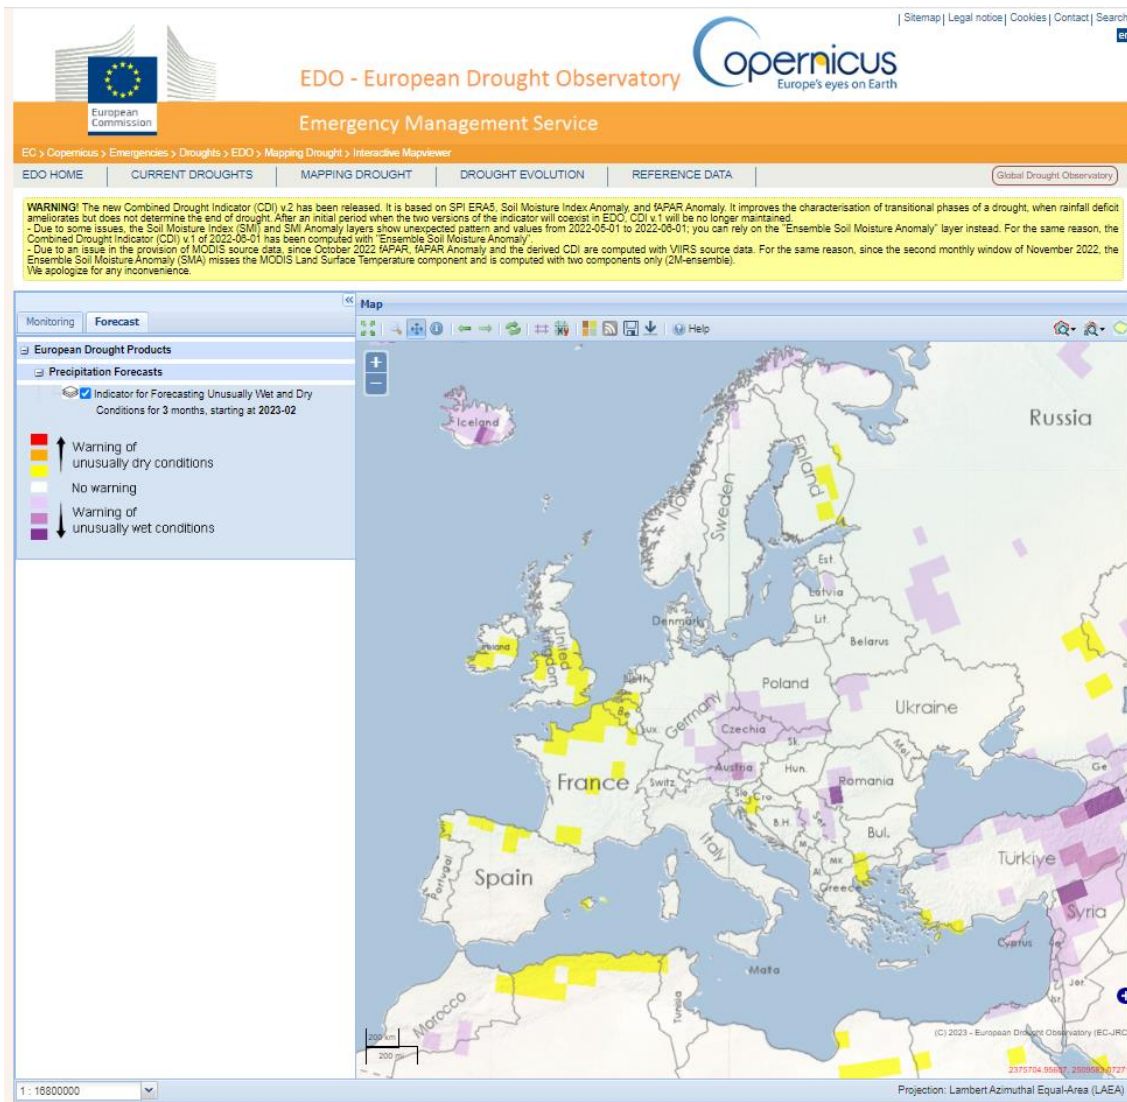 Sitemap | Legal notice | Cookies | Contact | Search
en
European
Commission
EDO - European Drought Observatory
opernicus
Europe's eyes on Earth
Emergency Management Service
EC > Copernicus > Emergencies > Droughts > EDO > Mapping Drought > Interactive Mapviewer
EDO HOME
CURRENT DROUGHTS
MAPPING DROUGHT
DROUGHT EVOLUTION
REFERENCE DATA
Global Drought Observatory
WARNING! The new Combined Drought Indicator (CDI) v.2 has been released. It is based on SPI ERA5, Soil Moisture Index Anomaly, and fAPAR Anomaly. It improves the characterisation of transitional phases of a drought, when rainfall deficit
ameliorates but does not determine the end of drought. After an initial period when the two versions of the indicator will coexist in EDO, CDI v.1 will be no longer maintained.
- Due to some issues, the Soil Moisture Index (SMI) and SMI Anomaly layers show unexpected pattern and values from 2022-05-01 to 2022-06-01; you can rely on the "Ensemble Soil Moisture Anomaly" layer instead. For the same reason, the
Combined Drought Indicator (CDI) v.1 of 2022-06-01 has been computed with "Ensemble Soil Moisture Anomaly".
- Due to an issue in the provision of MODIS source data, since October 2022 fAPAR, fAPAR Anomaly and the derived CDI are computed with VIIRS source data. For the same reason, since the second monthly window of November 2022, the
Ensemble Soil Moisture Anomaly (SMA) misses the MODIS Land Surface Temperature component and is computed with two components only (2M-ensemble).
We apologize for any inconvenience.
Map
Monitoring
Forecast
Help
European Drought Products
Precipitation Forecasts
Indicator for Forecasting Unusually Wet and Dry
Conditions for 3 months, starting at 2023-02
Warning of
unusually dry conditions
No warning
Warning of
unusually wet conditions
Iceland
Russia
Finland
Norway
Sweden
Est.
Latvia
Lit.
Denmark
Belarus
Ireland
United
Kingdom
Neth.
Poland
Be.
Germany
Ukraine
Lux.
Czechia
Sk.
Mol.
Austria
Hun.
France
Switz.
Romania
Ge
Slo.
Cro.
B.H.
Ser.
Italy
M.
Bul.
Portugal
Spain
MK
Al
Greece
Türkiye
Syria
Cyprus
Malta
Le
Jor.
Isr.
Morocco
Tunisia
200 km
200 mi
(C) 2023 - European Drought Observatory (EC-JRC
1 : 16800000
Projection: Lambert Azimuthal Equal-Area (LAEA)